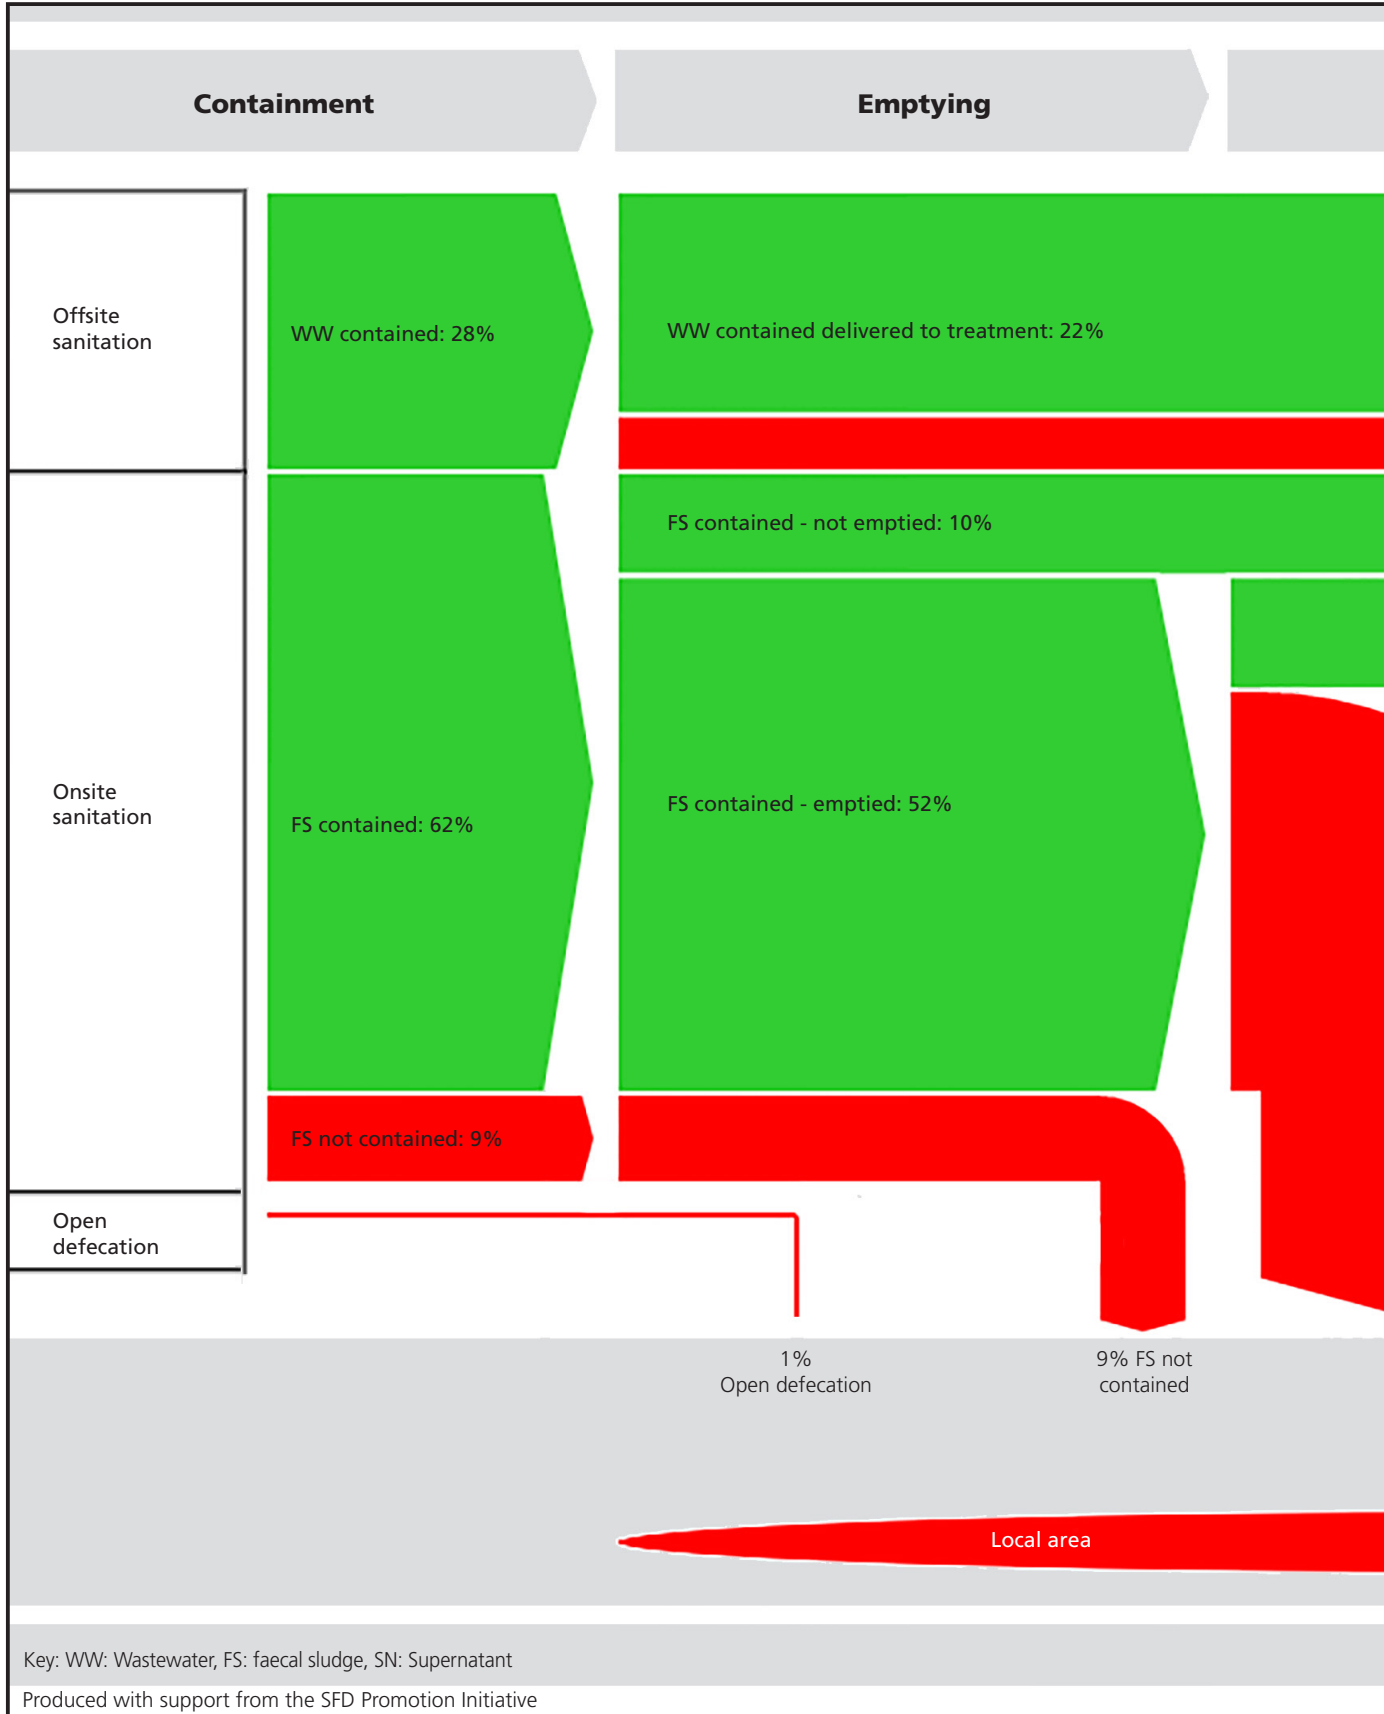 Containment
Emptying
Offsite
sanitation
WW contained: 28%
WW contained delivered to treatment: 22%
FS contained - not emptied: 10%
Onsite
sanitation
FS contained: 62%
FS contained - emptied: 52%
FS not contained: 9%
Open
defecation
1%
Open defecation
9% FS not
contained
Local area
Key: WW: Wastewater, FS: faecal sludge, SN: Supernatant
Produced with support from the SFD Promotion Initiative